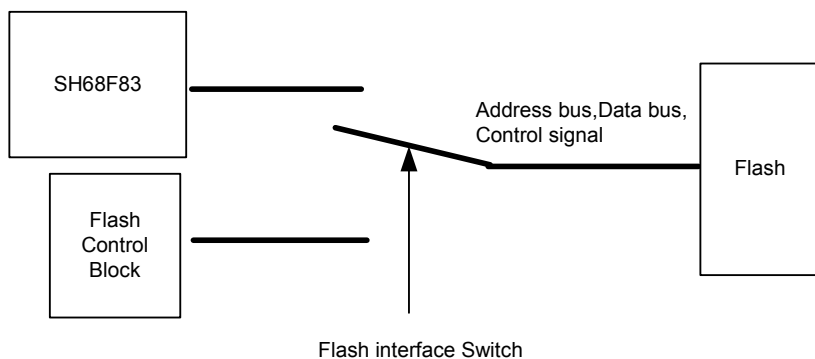 SH68F83
Address bus,Data bus,
Control signal
Flash
Flash
Control
Block
Flash interface Switch